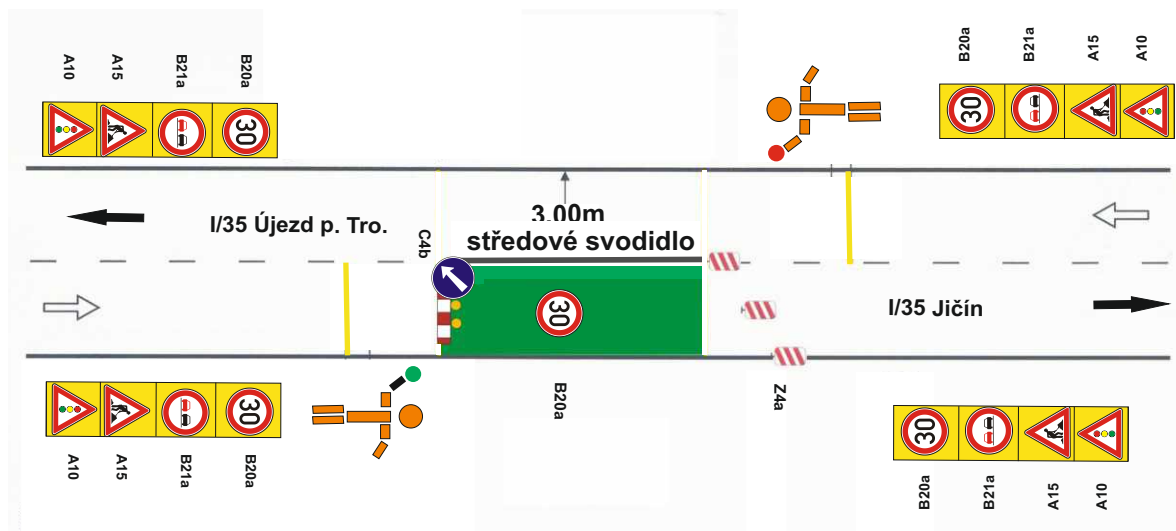 A10
A15
B21a
B20a
B20a
B21a
A15
A10
30
30
I/35 Újezd p. Tro.
3.00m
C4b
středové svodidlo
30
I/35 Jičín
B20a
Z4a
30
30
A10
A15
B21a
B20a
B20a
B21a
A15
A10